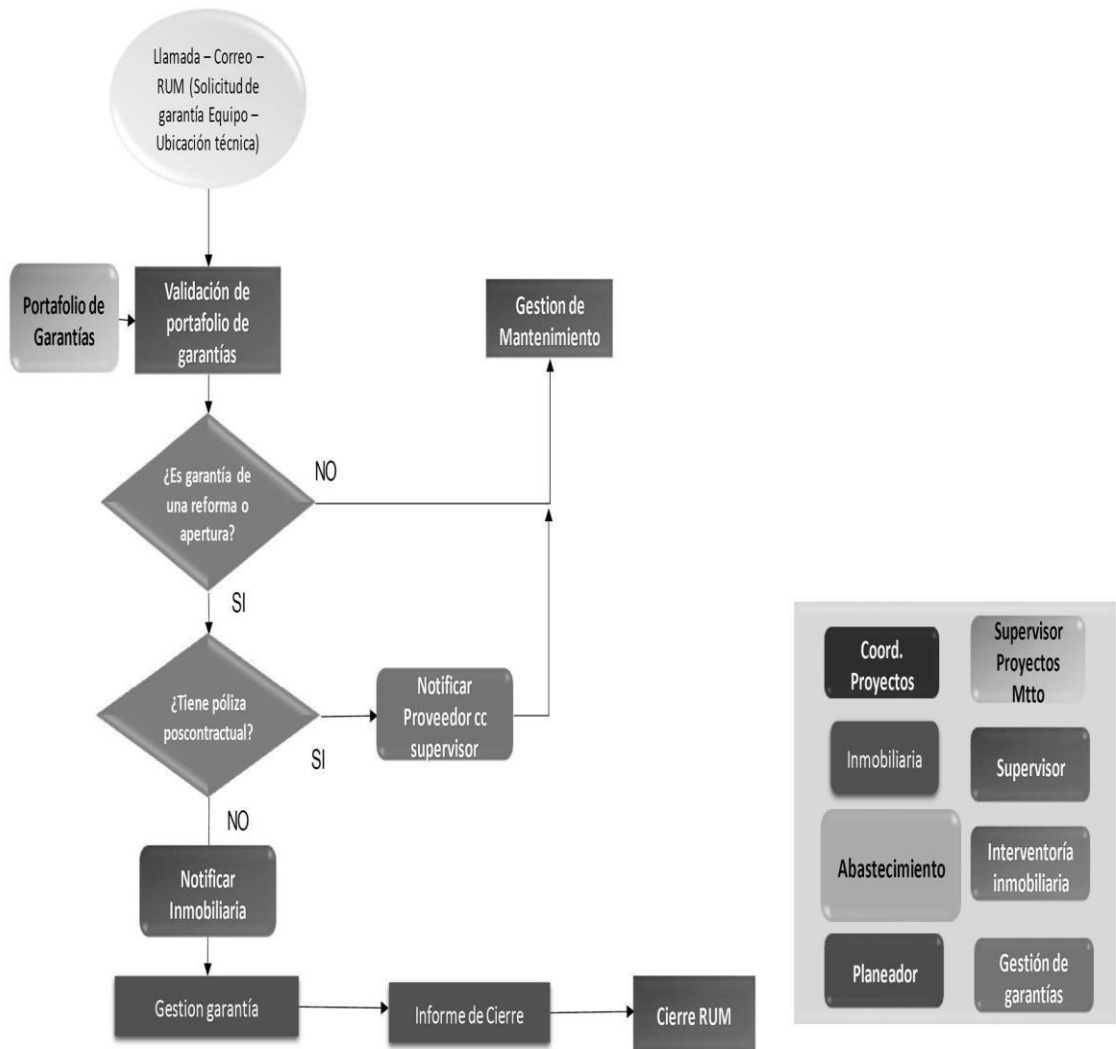 Llamada – Correo –
RUM (Solicitud de
garantía Equipo –
Ubicación técnica)
Portafolio de
Garantías
Validación de
portafolio de
garantías
Gestion de
Mantenimiento
¿Es garantía de
una reforma o
apertura?
NO
SI
¿Tiene póliza
poscontractual?
SI
Notificar
Proveedor cc
supervisor
NO
Notificar
Inmobiliaria
Gestion garantía
Informe de Cierre
Cierre RUM
Coord.
Proyectos
Supervisor
Proyectos
Mtto
Inmobiliaria
Supervisor
Abastecimiento
Interventoría
inmobiliaria
Planeador
Gestión de
garantías